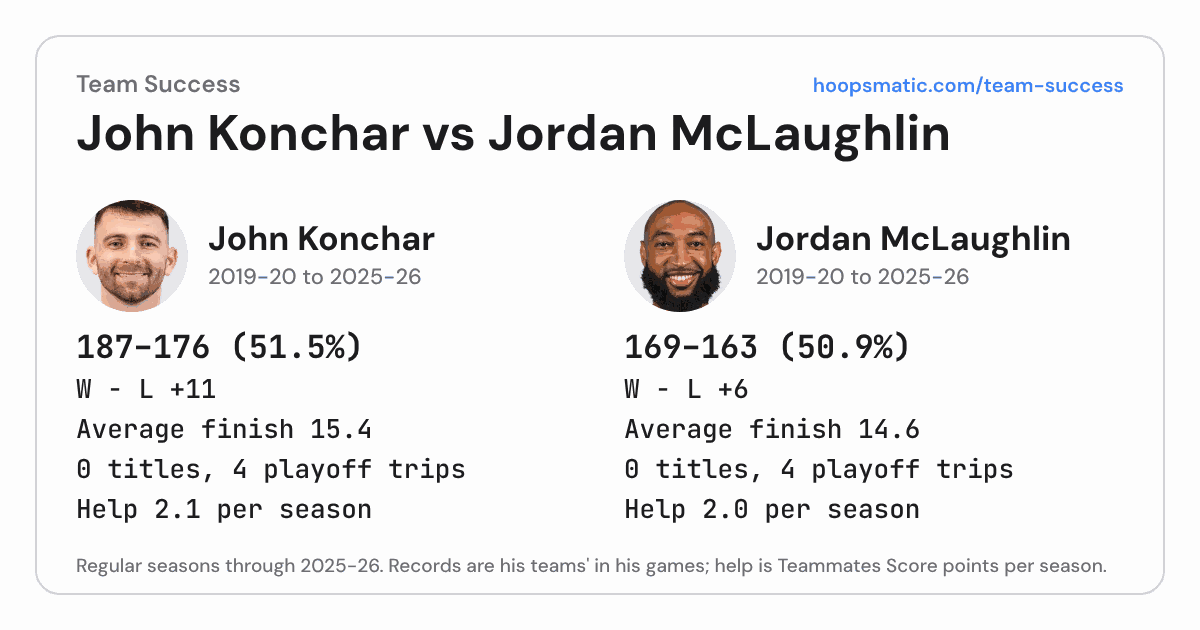 Team Success
hoopsmatic.com/team-success
John Konchar vs Jordan McLaughlin
John Konchar
2019-20 to 2025-26
187-176 (51.5%)
W - L +11
Average finish 15.4
0 titles, 4 playoff trips
Help 2.1 per season
Jordan McLaughlin
2019-20 to 2025-26
169-163 (50.9%)
W - L +6
Average finish 14.6
0 titles, 4 playoff trips
Help 2.0 per season
Regular seasons through 2025-26. Records are his teams' in his games; help is Teammates Score points per season.